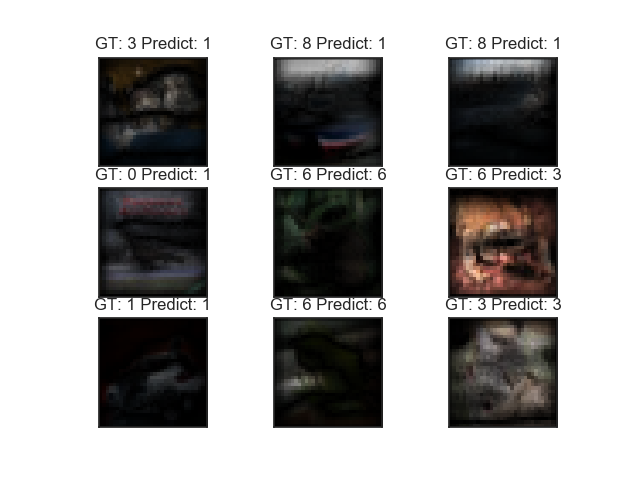 GT: 3 Predict: 1
GT: 8 Predict: 1
GT: 8 Predict: 1
GT: 0 Predict: 1
GT: 6 Predict: 6
GT: 6 Predict: 3
GT: 1 Predict: 1
GT: 6 Predict: 6
GT: 3 Predict: 3